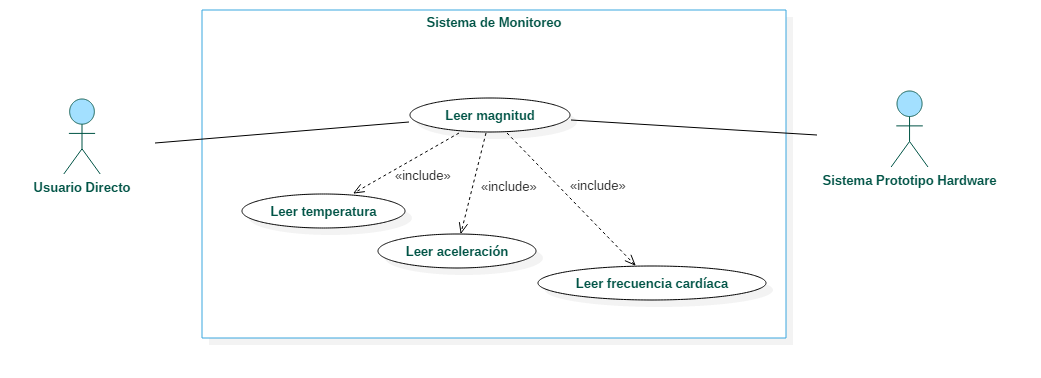 Sistema de Monitoreo
Leer magnitud
Usuario Directo
Sistema Prototipo Hardware
«include»
«include»
«include»
Leer temperatura
Leer aceleración
Leer frecuencia cardíaca